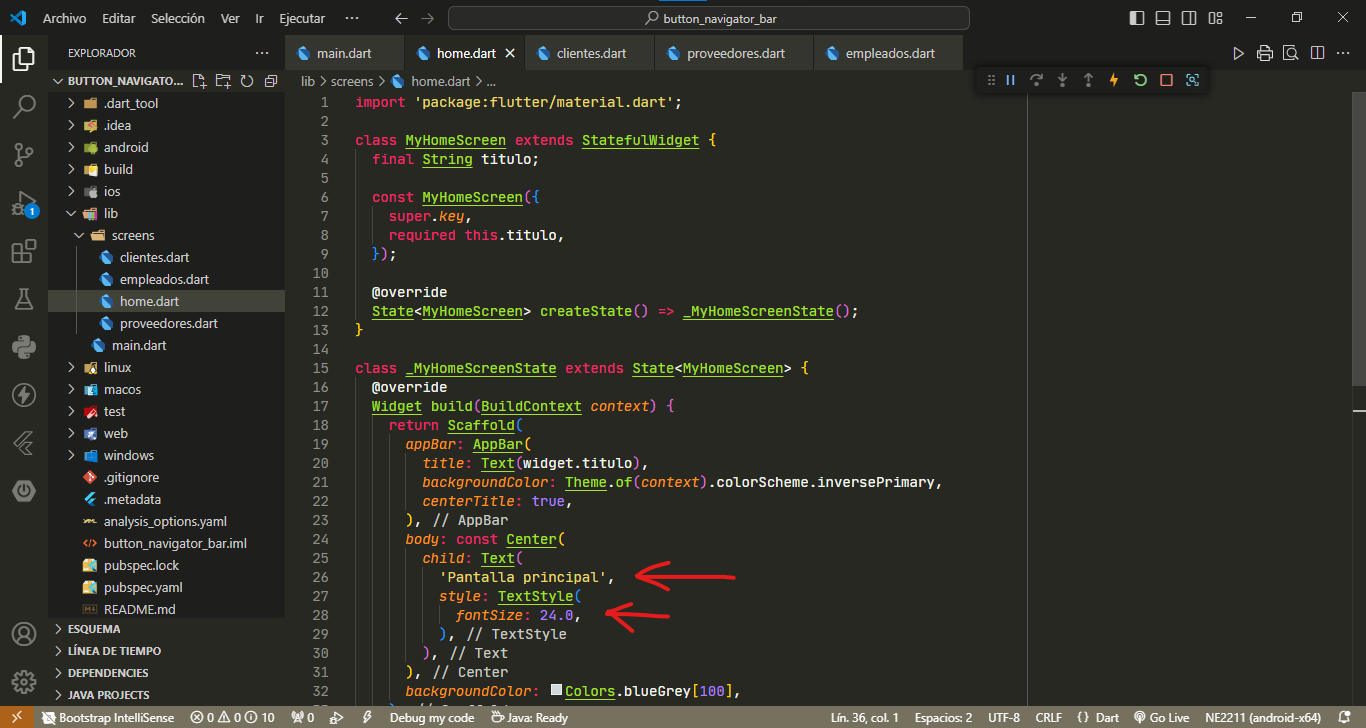 Archivo Editar Selección Ver Ir Ejecutar ··· button_navigator_bar
EXPLORADOR ···
main.dart home.dart clientes.dart proveedores.dart empleados.dart
BUTTON_NAVIGATO...
lib > screens > home.dart > ...
.dart_tool
.idea
android
build
ios
lib
screens
clientes.dart
empleados.dart
home.dart
proveedores.dart
main.dart
linux
macos
test
web
windows
.gitignore
.metadata
analysis_options.yaml
button_navigator_bar.iml
pubspec.lock
pubspec.yaml
README.md
ESQUEMA
LÍNEA DE TIEMPO
DEPENDENCIES
JAVA PROJECTS
1 import 'package:flutter/material.dart';
2
3 class MyHomeScreen extends StatefulWidget {
4 final String titulo;
5
6 const MyHomeScreen({
7 super.key,
8 required this.titulo,
9 });
10
11 @override
12 State<MyHomeScreen> createState() => _MyHomeScreenState();
13 }
14
15 class _MyHomeScreenState extends State<MyHomeScreen> {
16 @override
17 Widget build(BuildContext context) {
18 return Scaffold(
19 appBar: AppBar(
20 title: Text(widget.titulo),
21 backgroundColor: Theme.of(context).colorScheme.inversePrimary,
22 centerTitle: true,
23 ), // AppBar
24 body: const Center(
25 child: Text(
26 'Pantalla principal',
27 style: TextStyle(
28 fontSize: 24.0,
29 ), // TextStyle
30 ), // Text
31 ), // Center
32 backgroundColor: Colors.blueGrey[100],
1
Bootstrap IntelliSense 0 0 10 0 Debug my code Java: Ready Lín. 36, col. 1 Espacios: 2 UTF-8 CRLF {} Dart Go Live NE2211 (android-x64)